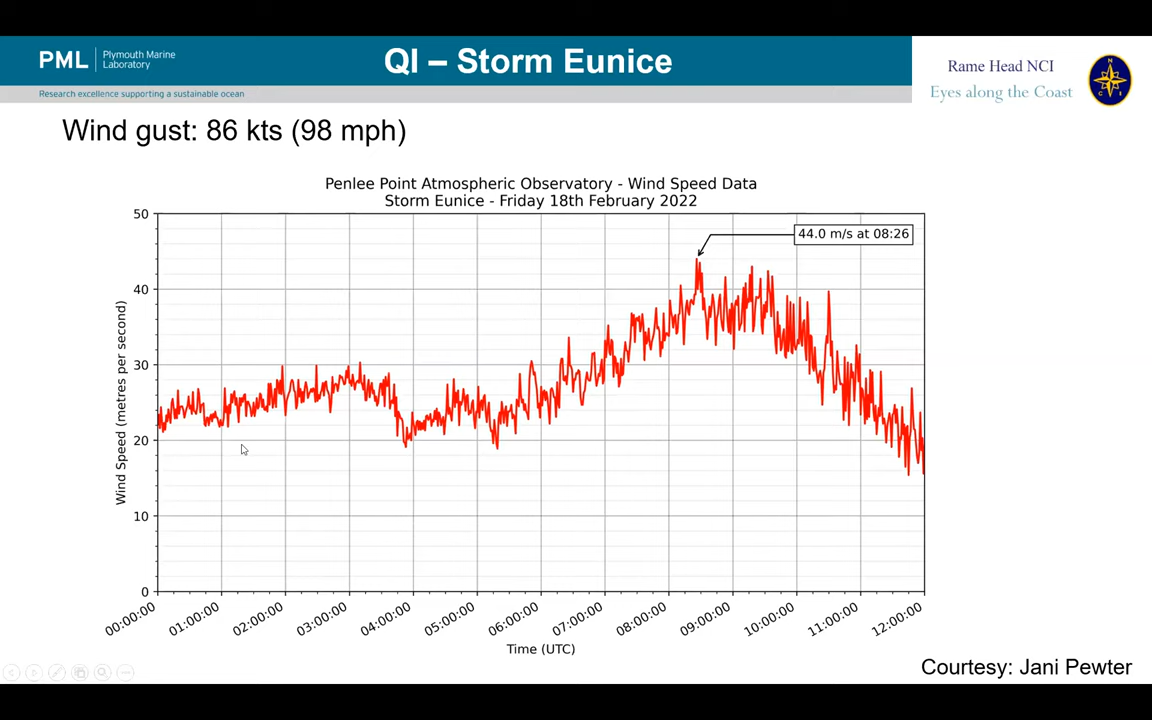 PML
Plymouth Marine
Laboratory
QI – Storm Eunice
Rame Head NCI
Eyes along the Coast
Research excellence supporting a sustainable ocean
Wind gust: 86 kts (98 mph)
Penlee Point Atmospheric Observatory - Wind Speed Data
Storm Eunice - Friday 18th February 2022
44.0 m/s at 08:26
Wind Speed (metres per second)
50
40
30
20
10
0
00:00:00
01:00:00
02:00:00
03:00:00
04:00:00
05:00:00
06:00:00
07:00:00
08:00:00
09:00:00
10:00:00
11:00:00
12:00:00
Time (UTC)
Courtesy: Jani Pewter